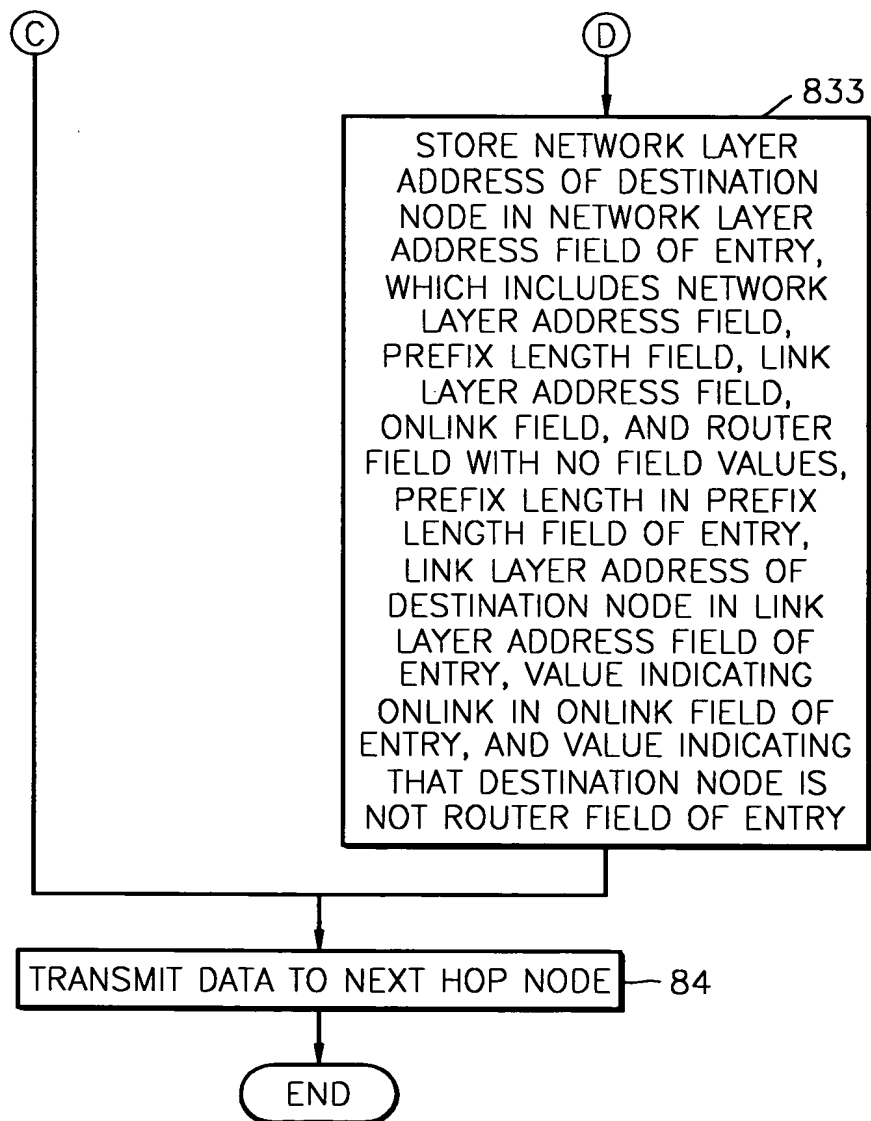 C
D
833
STORE NETWORK LAYER
ADDRESS OF DESTINATION
NODE IN NETWORK LAYER
ADDRESS FIELD OF ENTRY,
WHICH INCLUDES NETWORK
LAYER ADDRESS FIELD,
PREFIX LENGTH FIELD, LINK
LAYER ADDRESS FIELD,
ONLINK FIELD, AND ROUTER
FIELD WITH NO FIELD VALUES,
PREFIX LENGTH IN PREFIX
LENGTH FIELD OF ENTRY,
LINK LAYER ADDRESS OF
DESTINATION NODE IN LINK
LAYER ADDRESS FIELD OF
ENTRY, VALUE INDICATING
ONLINK IN ONLINK FIELD OF
ENTRY, AND VALUE INDICATING
THAT DESTINATION NODE IS
NOT ROUTER FIELD OF ENTRY
TRANSMIT DATA TO NEXT HOP NODE
84
END